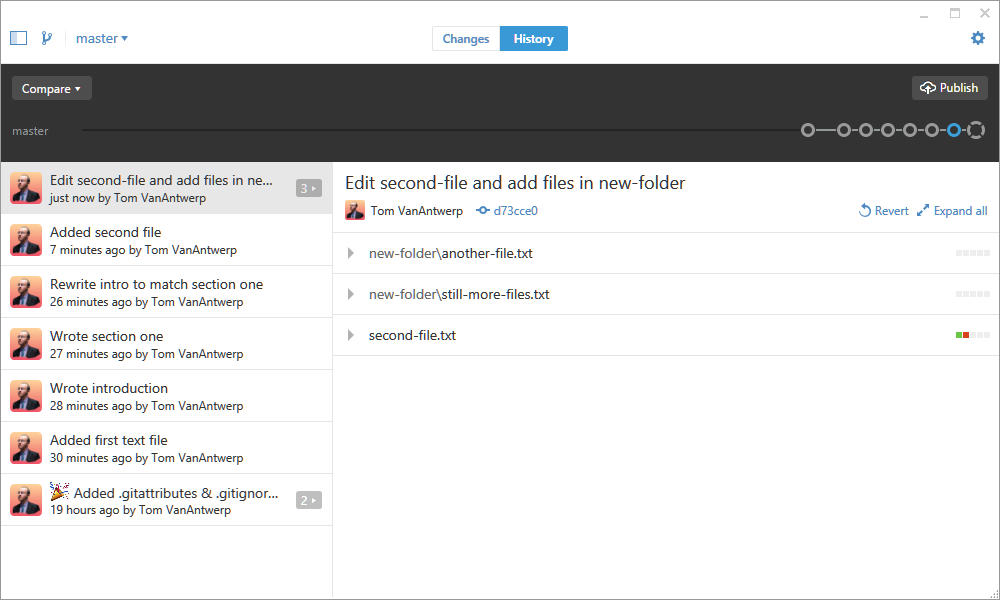 master
Changes
History
Compare
Publish
master
Edit second-file and add files in ne...
just now by Tom VanAntwerp
3
Added second file
7 minutes ago by Tom VanAntwerp
Rewrite intro to match section one
26 minutes ago by Tom VanAntwerp
Wrote section one
27 minutes ago by Tom VanAntwerp
Wrote introduction
28 minutes ago by Tom VanAntwerp
Added first text file
30 minutes ago by Tom VanAntwerp
Added .gitattributes & .gitignor...
19 hours ago by Tom VanAntwerp
2
Edit second-file and add files in new-folder
Tom VanAntwerp
d73cce0
Revert
Expand all
new-folder\another-file.txt
new-folder\still-more-files.txt
second-file.txt